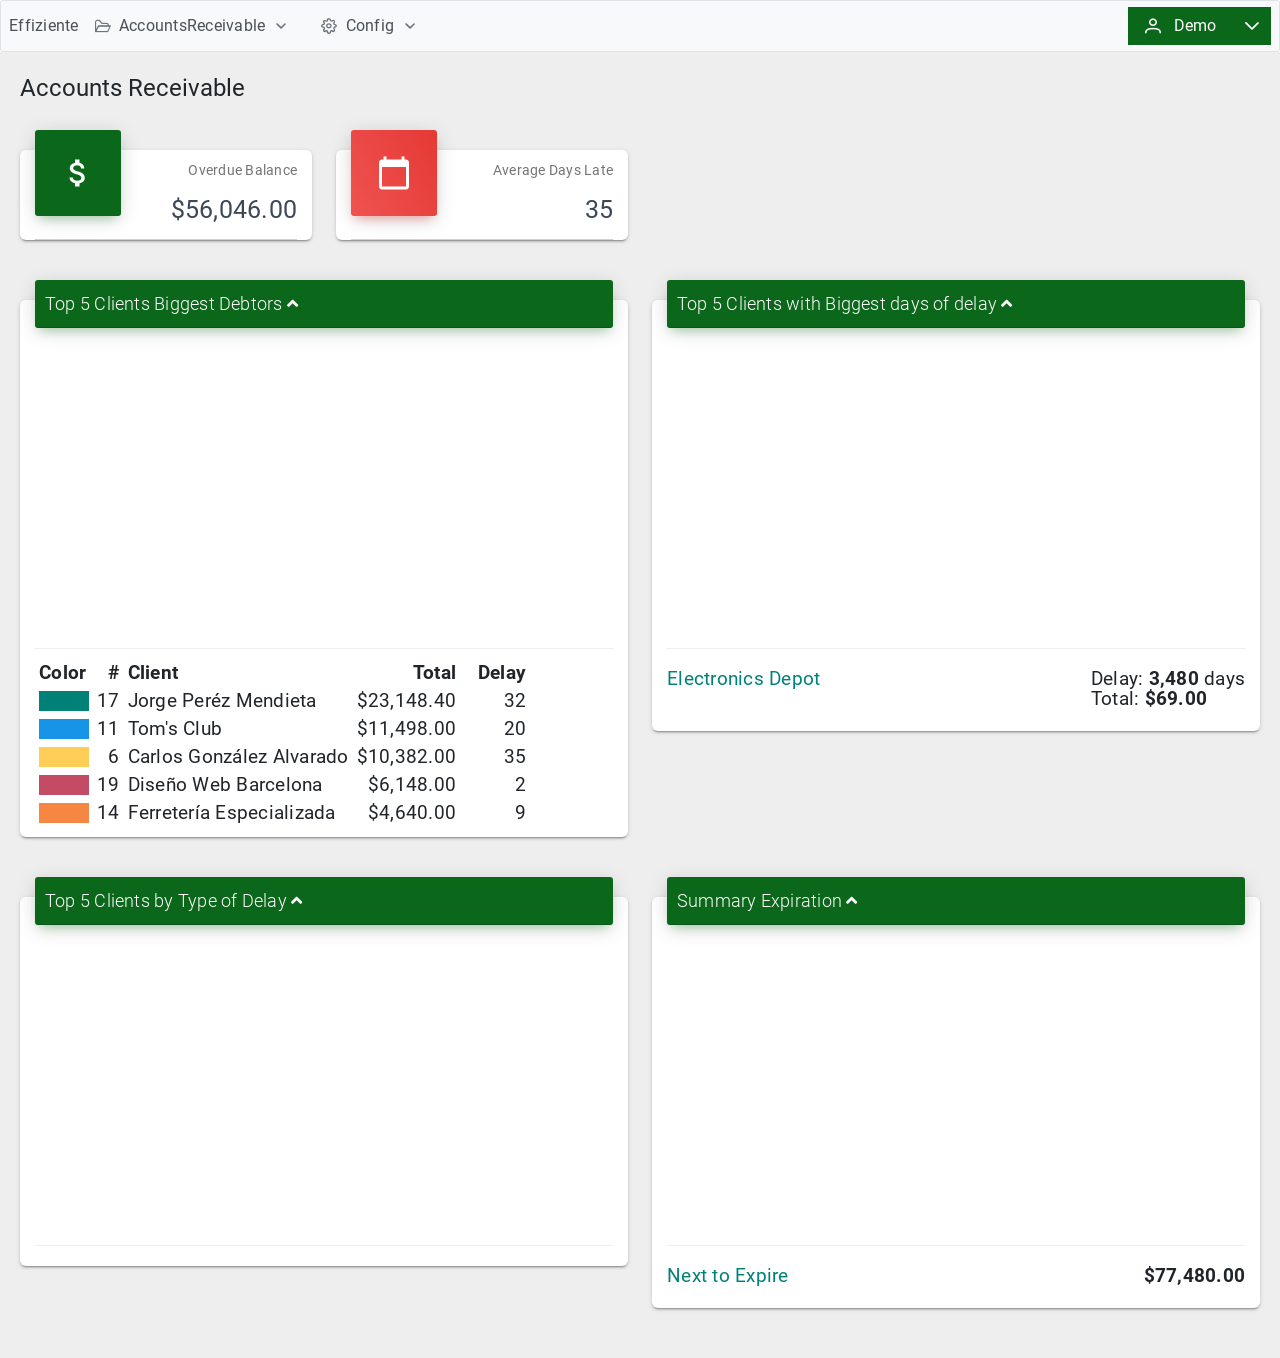 Effiziente AccountsReceivable Config Demo
Accounts Receivable
Overdue Balance
$56,046.00
Average Days Late
35
Top 5 Clients Biggest Debtors
Color # Client Total Delay
17 Jorge Peréz Mendieta $23,148.40 32
11 Tom's Club $11,498.00 20
6 Carlos González Alvarado $10,382.00 35
19 Diseño Web Barcelona $6,148.00 2
14 Ferretería Especializada $4,640.00 9
Top 5 Clients with Biggest days of delay
Electronics Depot Delay: 3,480 days
Total: $69.00
Top 5 Clients by Type of Delay
Summary Expiration
Next to Expire $77,480.00